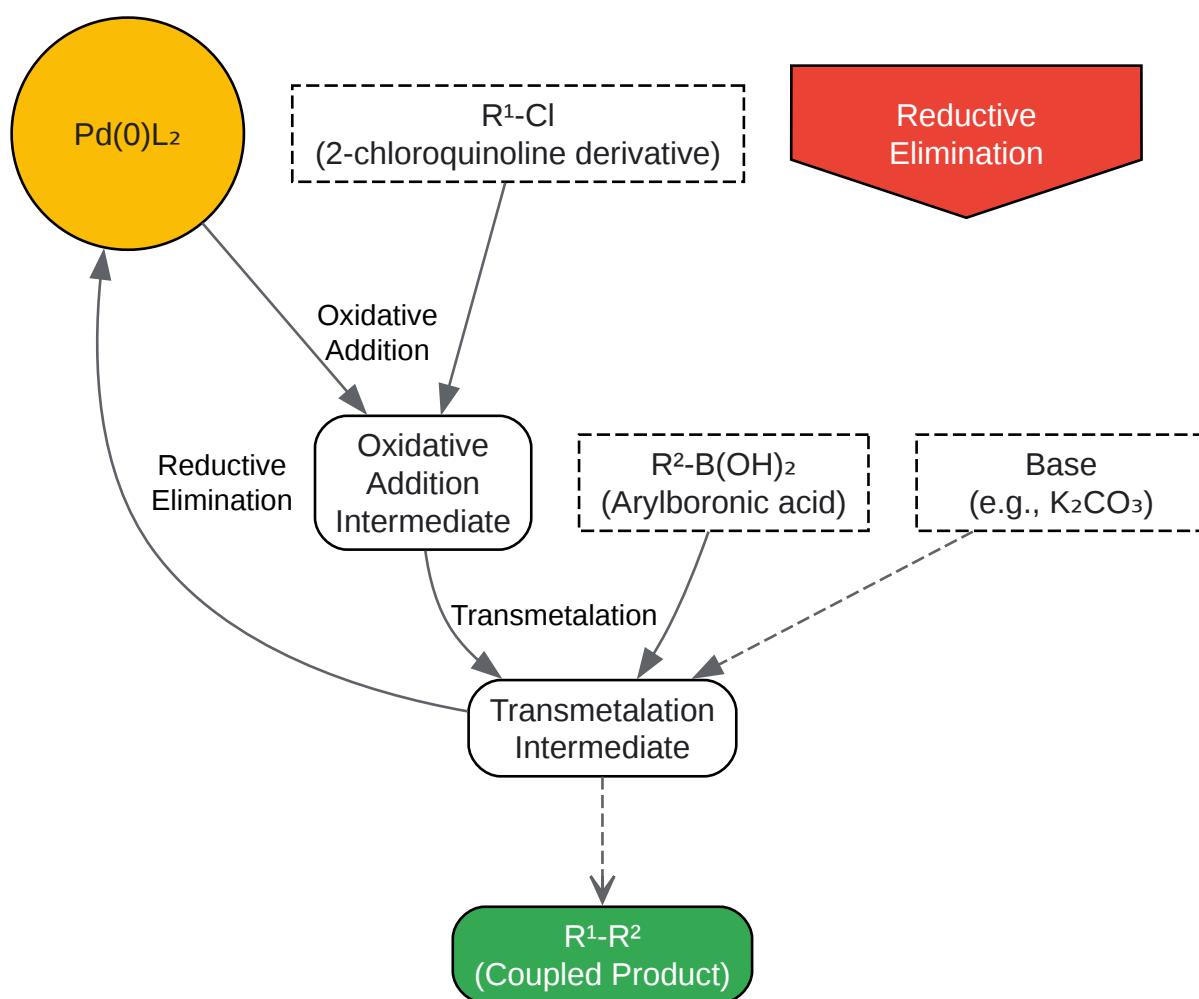 Pd(0)L₂
R¹-Cl
(2-chloroquinoline derivative)
Reductive
Elimination
Oxidative
Addition
Reductive
Elimination
Oxidative
Addition
Intermediate
R²-B(OH)₂
(Arylboronic acid)
Base
(e.g., K₂CO₃)
Transmetalation
Transmetalation
Intermediate
R¹-R²
(Coupled Product)